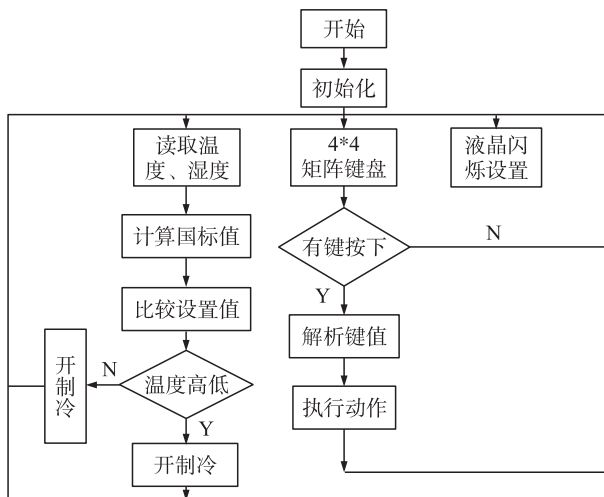 开始
初始化
读取温
度、湿度
4*4
矩阵键盘
液晶闪
烁设置
计算国标值
有键按下
N
Y
比较设置值
解析键值
开
制
冷
N
温度高低
Y
执行动作
开制冷